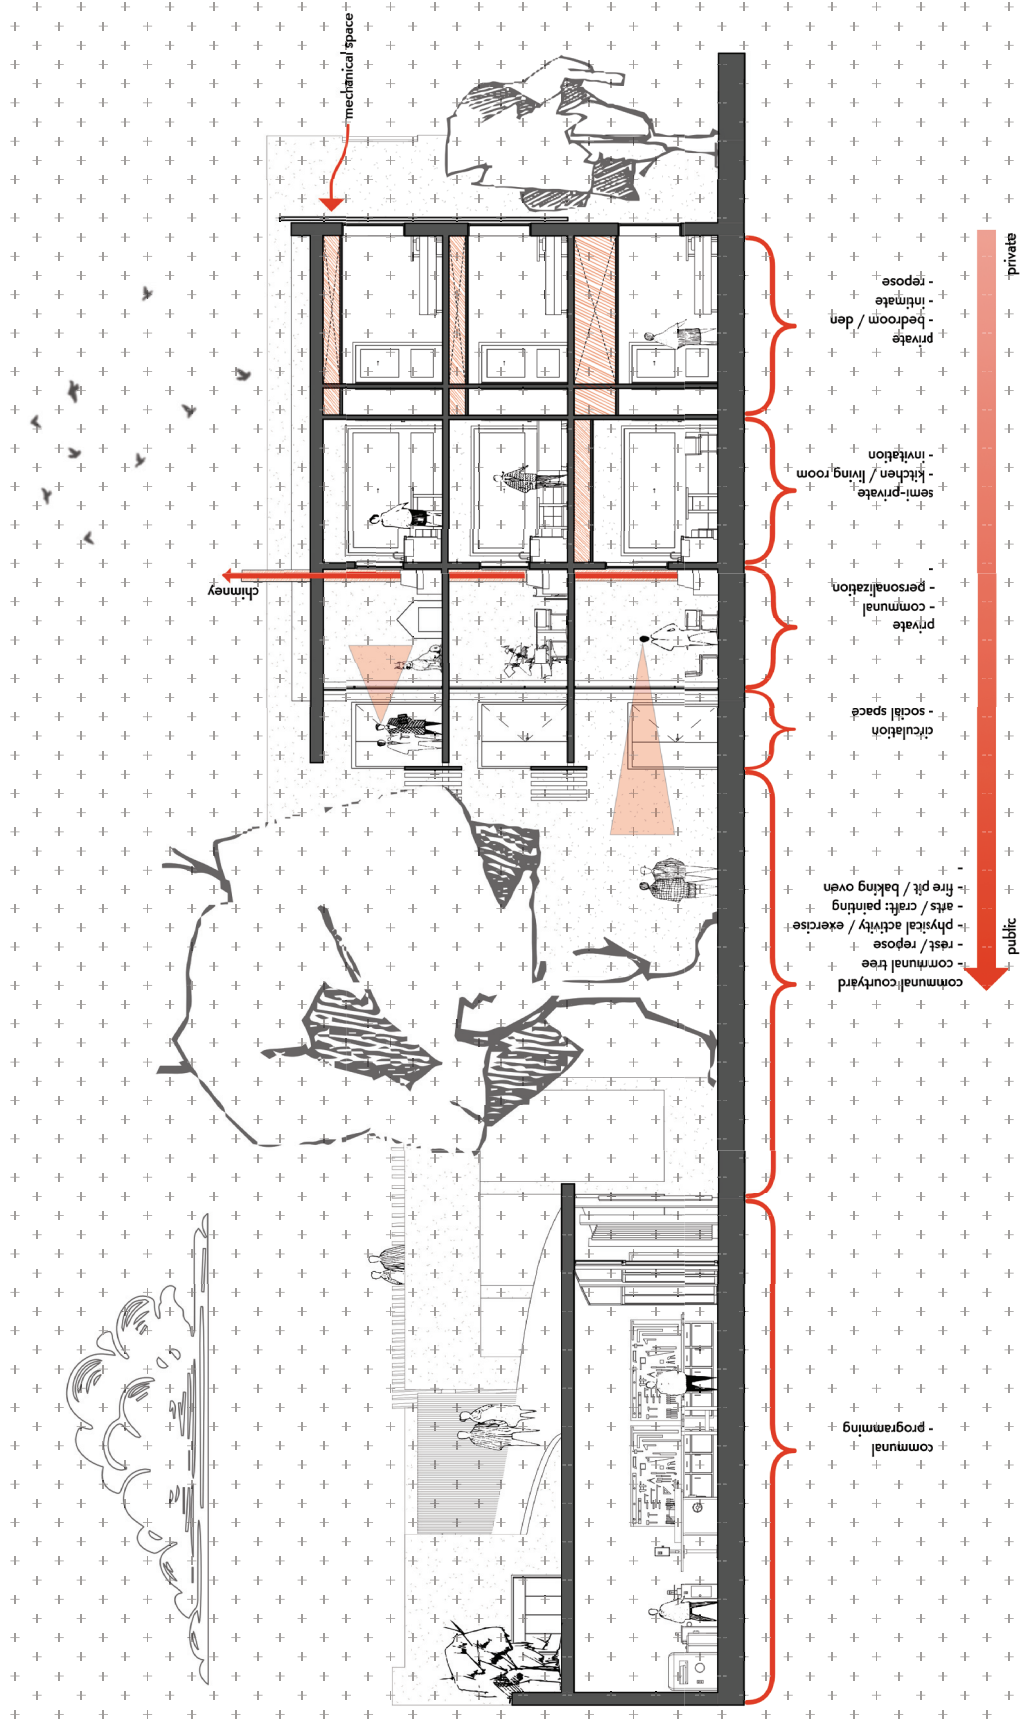 mechanical space
chimney
private
public
private
- bedroom / den
- intimate
- repose
semi-private
- kitchen / living room
- invitation
private
- communal
- personalization
-
circulation
- social space
communal courtyard
- communal tree
- rest / repose
- physical activity / exercise
- arts / craft: painting
- fire pit / baking oven
-
communal
- programming